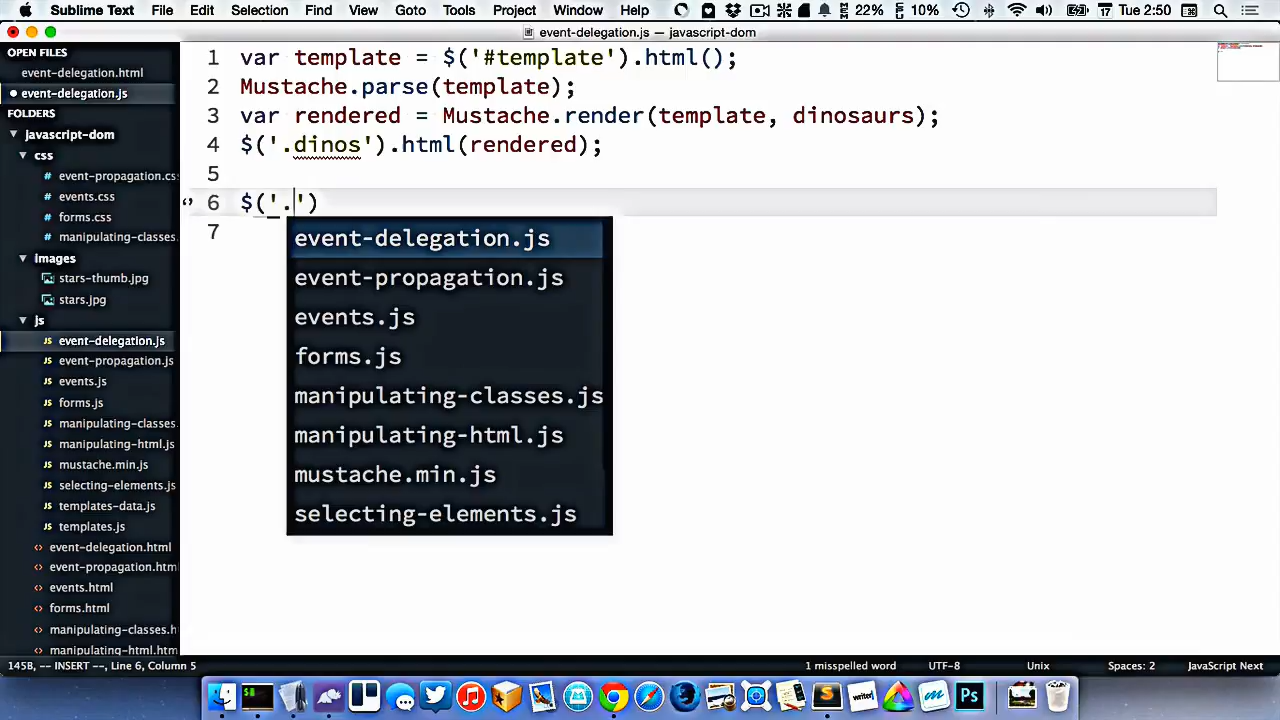 Sublime Text File Edit Selection Find View Goto Tools Project Window Help 22% 10% 17 Tue 2:50
event-delegation.js — javascript-dom
OPEN FILES
event-delegation.html
event-delegation.js
FOLDERS
javascript-dom
css
event-propagation.cs
events.css
forms.css
manipulating-classes.
images
stars-thumb.jpg
stars.jpg
js
event-delegation.js
event-propagation.js
events.js
forms.js
manipulating-classes.
manipulating-html.js
mustache.min.js
selecting-elements.js
templates-data.js
templates.js
event-delegation.html
event-propagation.htm
events.html
forms.html
manipulating-classes.h
manipulating-html.htm
1 var template = $('#template').html();
2 Mustache.parse(template);
3 var rendered = Mustache.render(template, dinosaurs);
4 $('.dinos').html(rendered);
5
6 $('.')
7
event-delegation.js
event-propagation.js
events.js
forms.js
manipulating-classes.js
manipulating-html.js
mustache.min.js
selecting-elements.js
145B, -- INSERT --, Line 6, Column 5 1 misspelled word UTF-8 Unix Spaces: 2 JavaScript Next
writer
Ps